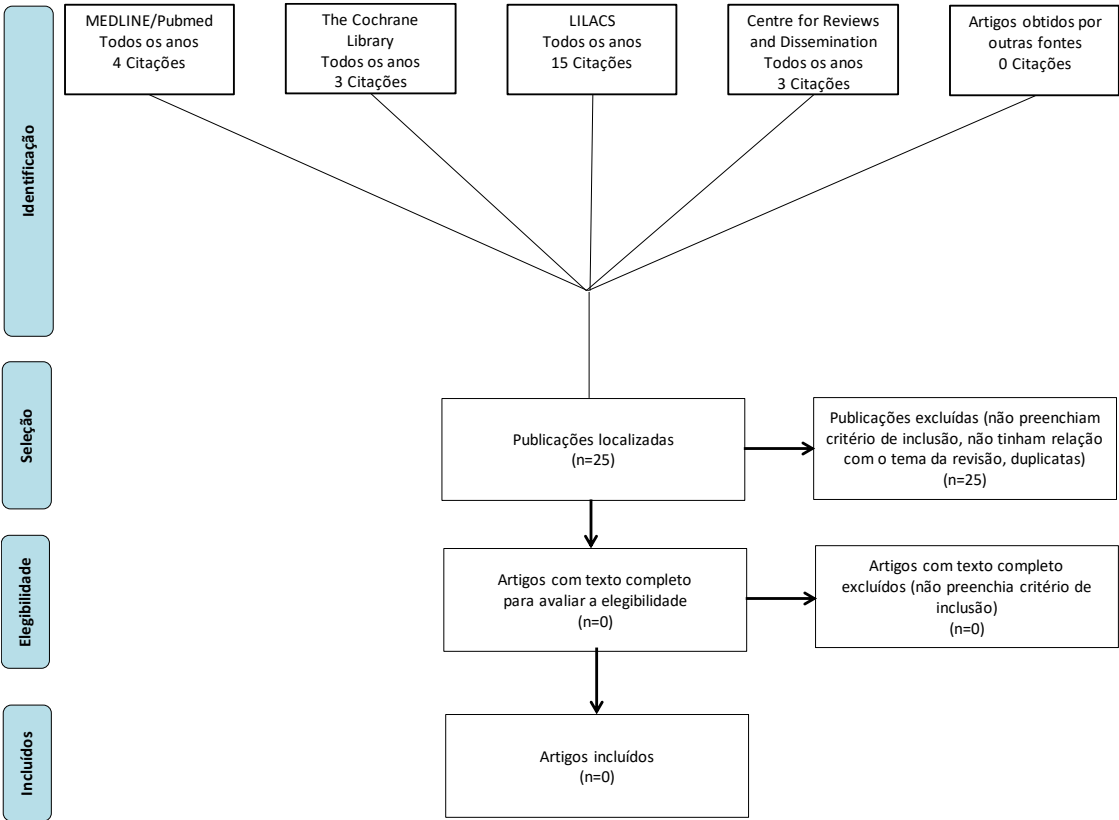 MEDLINE/Pubmed
Todos os anos
4 Citações
The Cochrane
Library
Todos os anos
3 Citações
LILACS
Todos os anos
15 Citações
Centre for Reviews
and Dissemination
Todos os anos
3 Citações
Artigos obtidos por
outras fontes
0 Citações
Identificação
Seleção
Publicações localizadas
(n=25)
Publicações excluídas (não preenchiam
critério de inclusão, não tinham relação
com o tema da revisão, duplicatas)
(n=25)
Elegibilidade
Artigos com texto completo
para avaliar a elegibilidade
(n=0)
Artigos com texto completo
excluídos (não preenchia critério de
inclusão)
(n=0)
Incluídos
Artigos incluídos
(n=0)